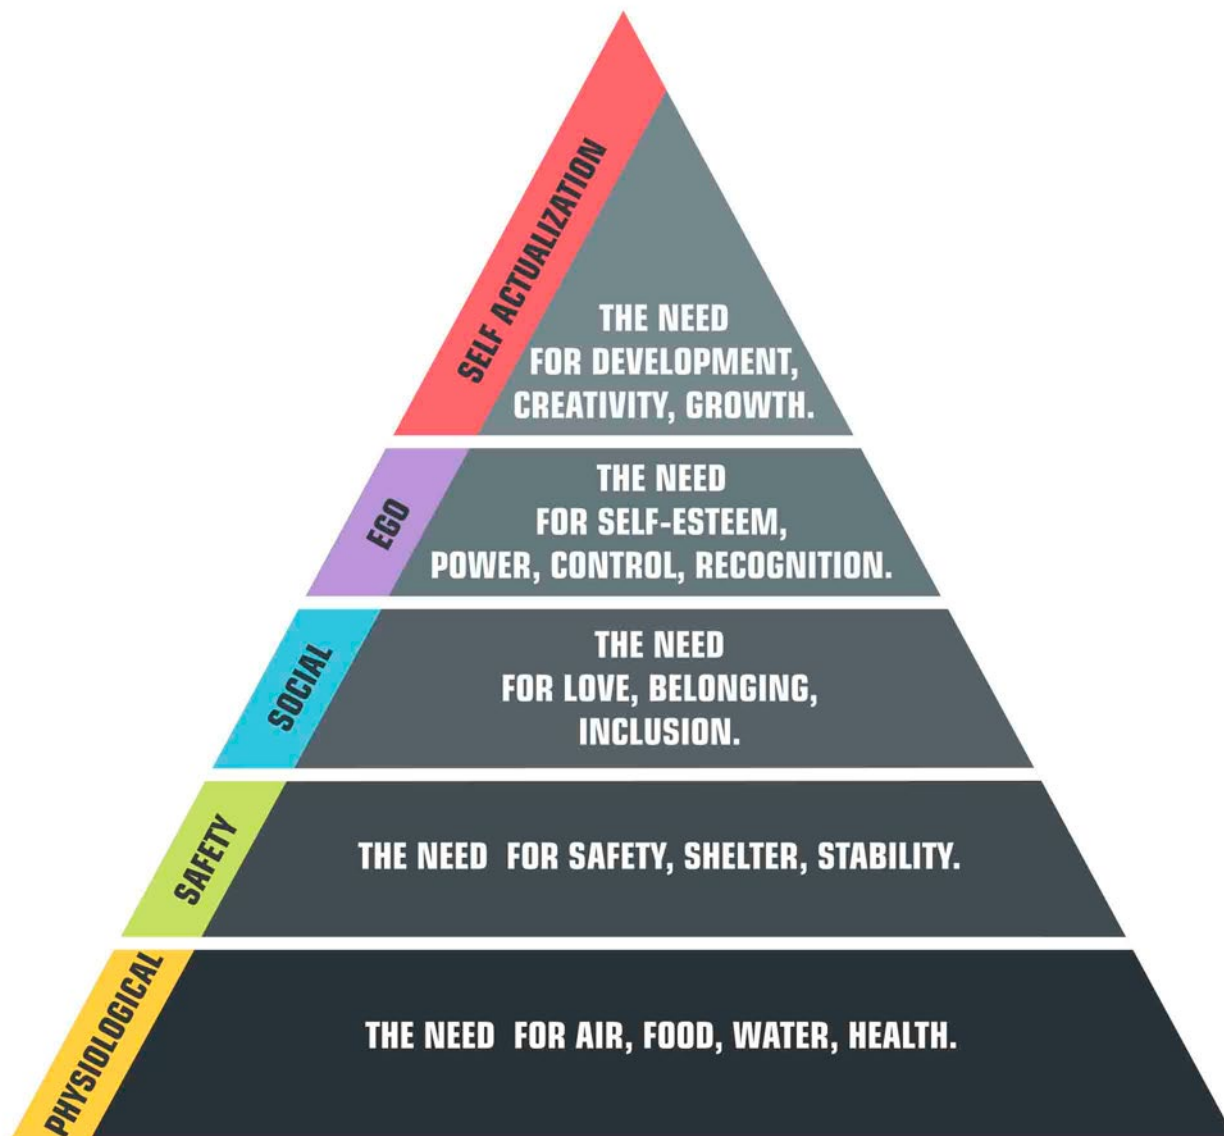 SELF ACTUALIZATION
THE NEED
FOR DEVELOPMENT,
CREATIVITY, GROWTH.
EGO
THE NEED
FOR SELF-ESTEEM,
POWER, CONTROL, RECOGNITION.
SOCIAL
THE NEED
FOR LOVE, BELONGING,
INCLUSION.
SAFETY
THE NEED FOR SAFETY, SHELTER, STABILITY.
PHYSIOLOGICAL
THE NEED FOR AIR, FOOD, WATER, HEALTH.